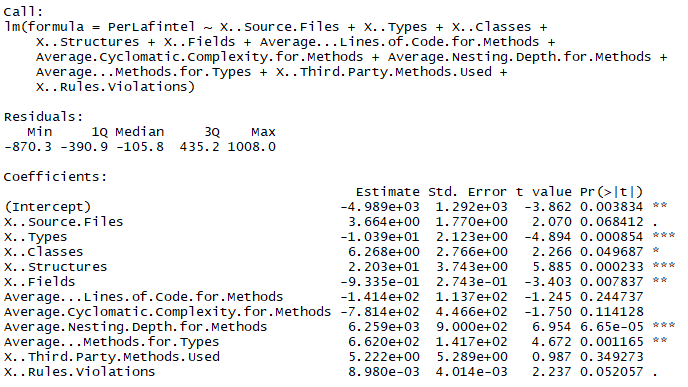 Call:
lm(formula = PerLafintel ~ X..Source.Files + X..Types + X..Classes +
    X..Structures + X..Fields + Average...Lines.of.Code.for.Methods +
    Average.Cyclomatic.Complexity.for.Methods + Average.Nesting.Depth.for.Methods +
    Average...Methods.for.Types + X..Third.Party.Methods.Used +
    X..Rules.Violations)
Residuals:
   Min     1Q Median     3Q    Max
-870.3 -390.9 -105.8  435.2 1008.0
Coefficients:
                                            Estimate Std. Error t value Pr(>|t|)
(Intercept)                               -4.989e+03  1.292e+03  -3.862 0.003834 **
X..Source.Files                            3.664e+00  1.770e+00   2.070 0.068412 .
X..Types                                  -1.039e+01  2.123e+00  -4.894 0.000854 ***
X..Classes                                 6.268e+00  2.766e+00   2.266 0.049687 *
X..Structures                              2.203e+01  3.743e+00   5.885 0.000233 ***
X..Fields                                 -9.335e-01  2.743e-01  -3.403 0.007837 **
Average...Lines.of.Code.for.Methods       -1.414e+02  1.137e+02  -1.245 0.244737
Average.Cyclomatic.Complexity.for.Methods -7.814e+02  4.466e+02  -1.750 0.114128
Average.Nesting.Depth.for.Methods          6.259e+03  9.000e+02   6.954 6.65e-05 ***
Average...Methods.for.Types                6.620e+02  1.417e+02   4.672 0.001165 **
X..Third.Party.Methods.Used                5.222e+00  5.289e+00   0.987 0.349273
X..Rules.Violations                        8.980e-03  4.014e-03   2.237 0.052057 .